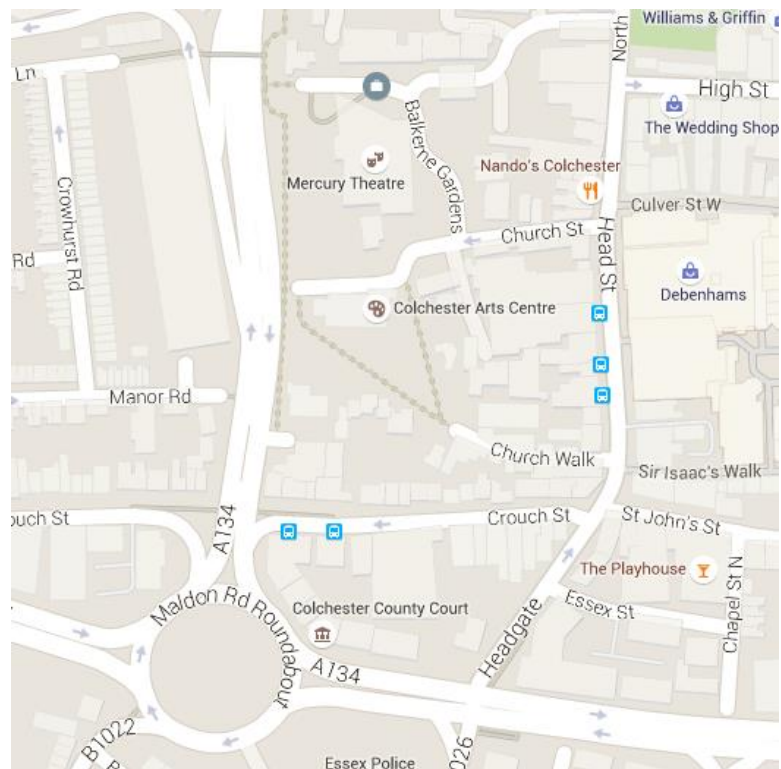 Williams & Griffin
North
Ln
High St
The Wedding Shop
Balkerne Gardens
Mercury Theatre
Nando's Colchester
Crowhurst Rd
Culver St W
Church St
Head St
Rd
Debenhams
Colchester Arts Centre
Manor Rd
Church Walk
Sir Isaac's Walk
ouch St
A134
Crouch St
St John's St
The Playhouse
Essex St
Chapel St N
Maldon Rd Roundabout
Colchester County Court
Headgate
A134
B1022
026
Essex Police